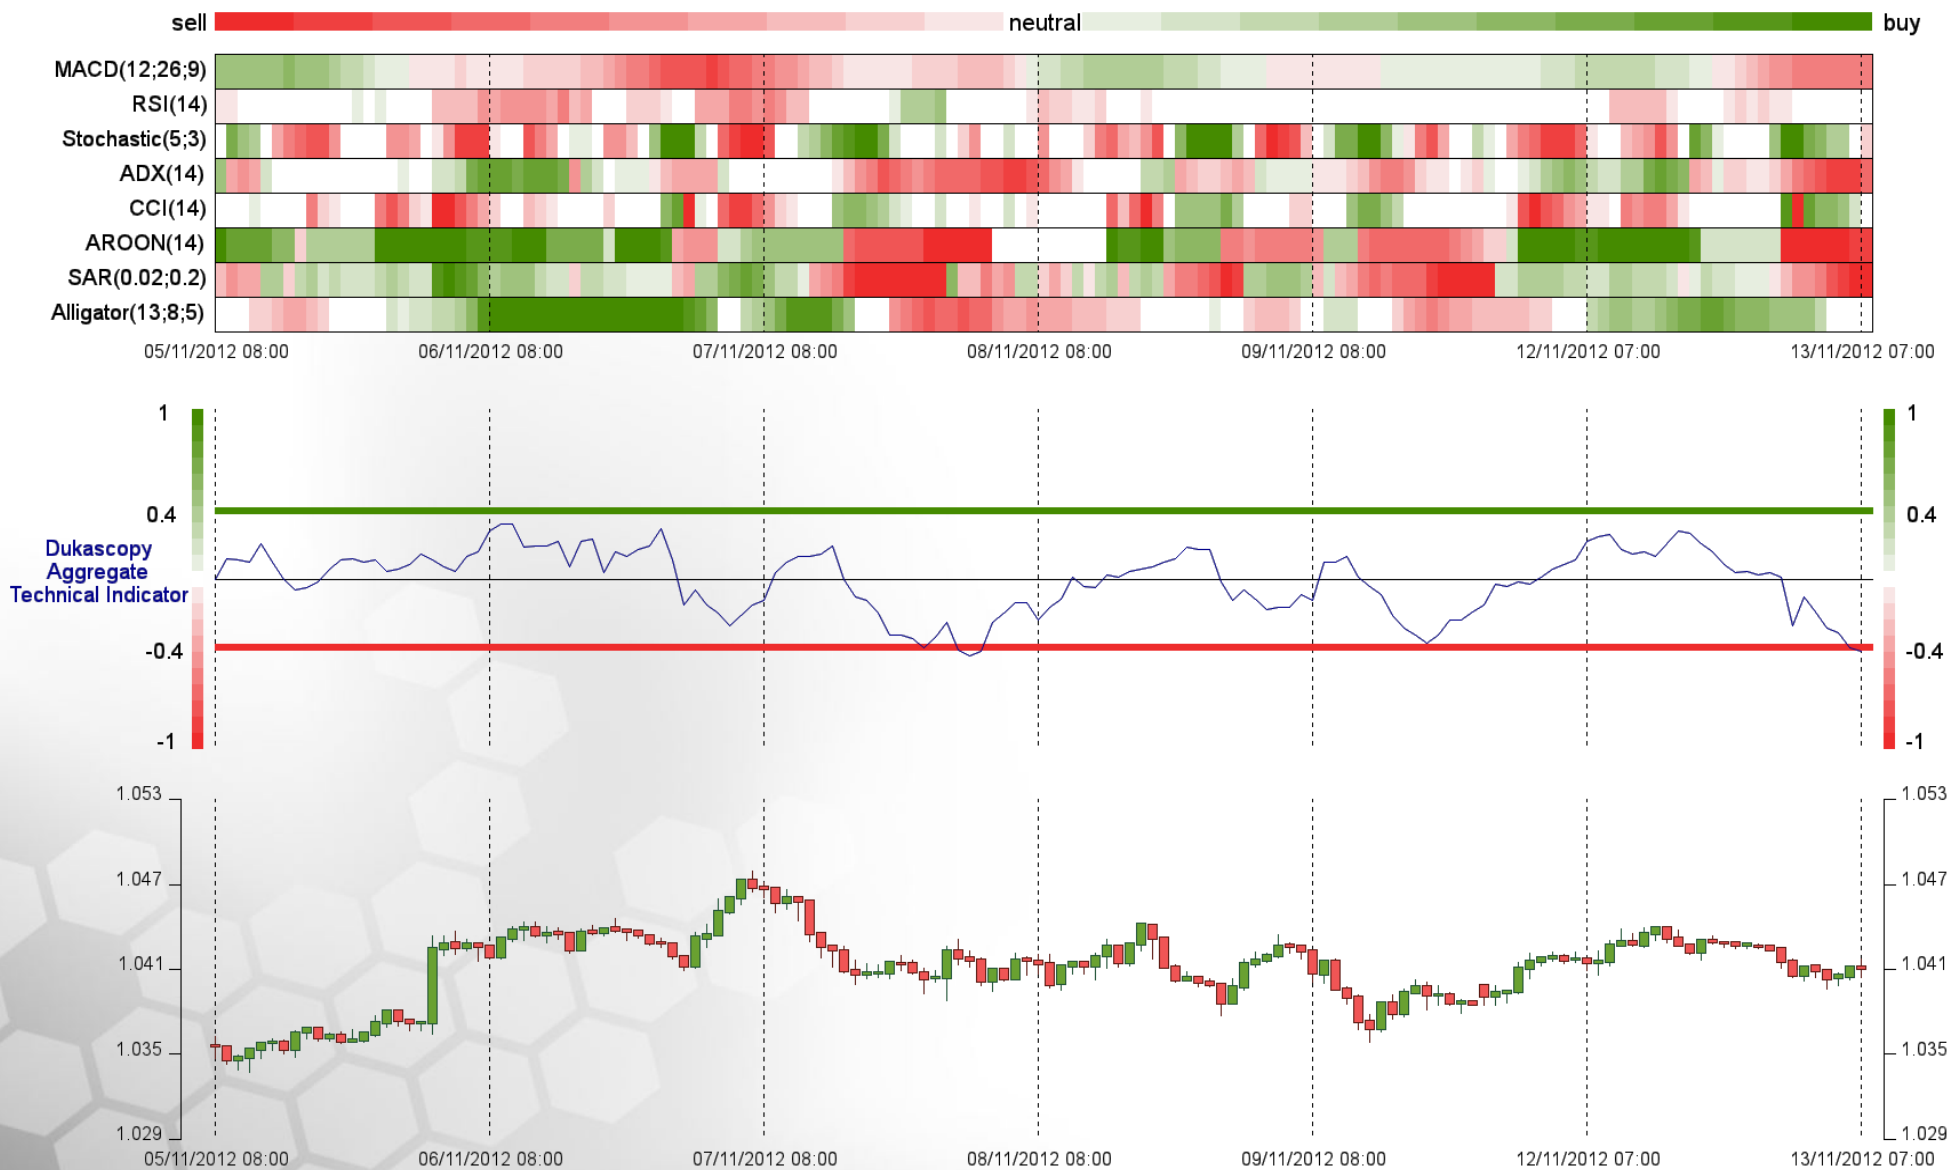 sell neutral buy
MACD(12;26;9)
RSI(14)
Stochastic(5;3)
ADX(14)
CCI(14)
AROON(14)
SAR(0.02;0.2)
Alligator(13;8;5)
05/11/2012 08:00 06/11/2012 08:00 07/11/2012 08:00 08/11/2012 08:00 09/11/2012 08:00 12/11/2012 07:00 13/11/2012 07:00
1 1
0.4 0.4
Dukascopy
Aggregate
Technical Indicator
-0.4 -0.4
-1 -1
1.053 1.053
1.047 1.047
1.041 1.041
1.035 1.035
1.029 1.029
05/11/2012 08:00 06/11/2012 08:00 07/11/2012 08:00 08/11/2012 08:00 09/11/2012 08:00 12/11/2012 07:00 13/11/2012 07:00